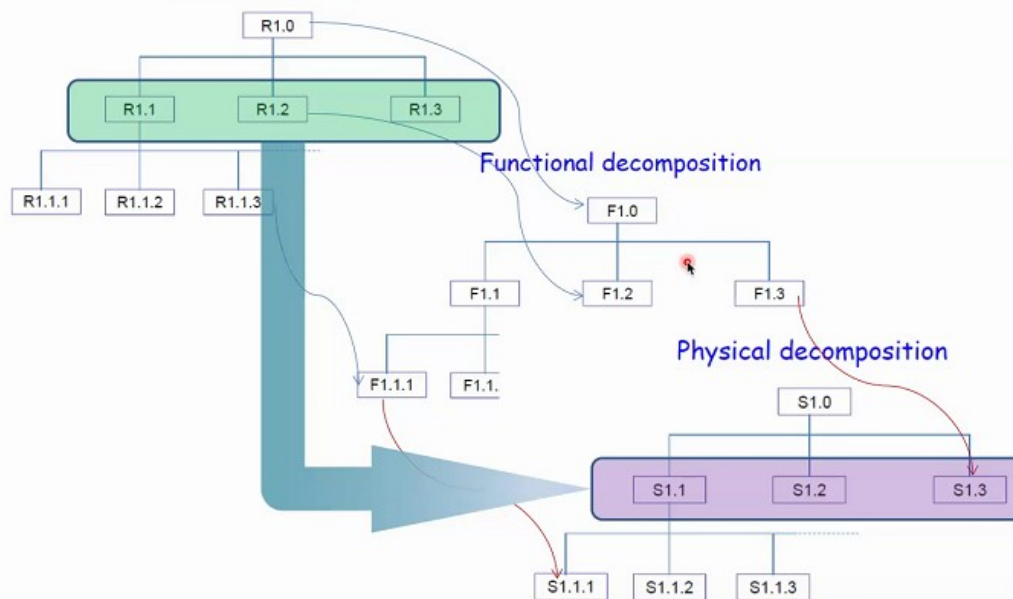 R1.0
R1.1 R1.2 R1.3
Functional decomposition
R1.1.1 R1.1.2 R1.1.3
F1.0
F1.1 F1.2 F1.3
Physical decomposition
F1.1.1 F1.1.
S1.0
S1.1 S1.2 S1.3
S1.1.1 S1.1.2 S1.1.3